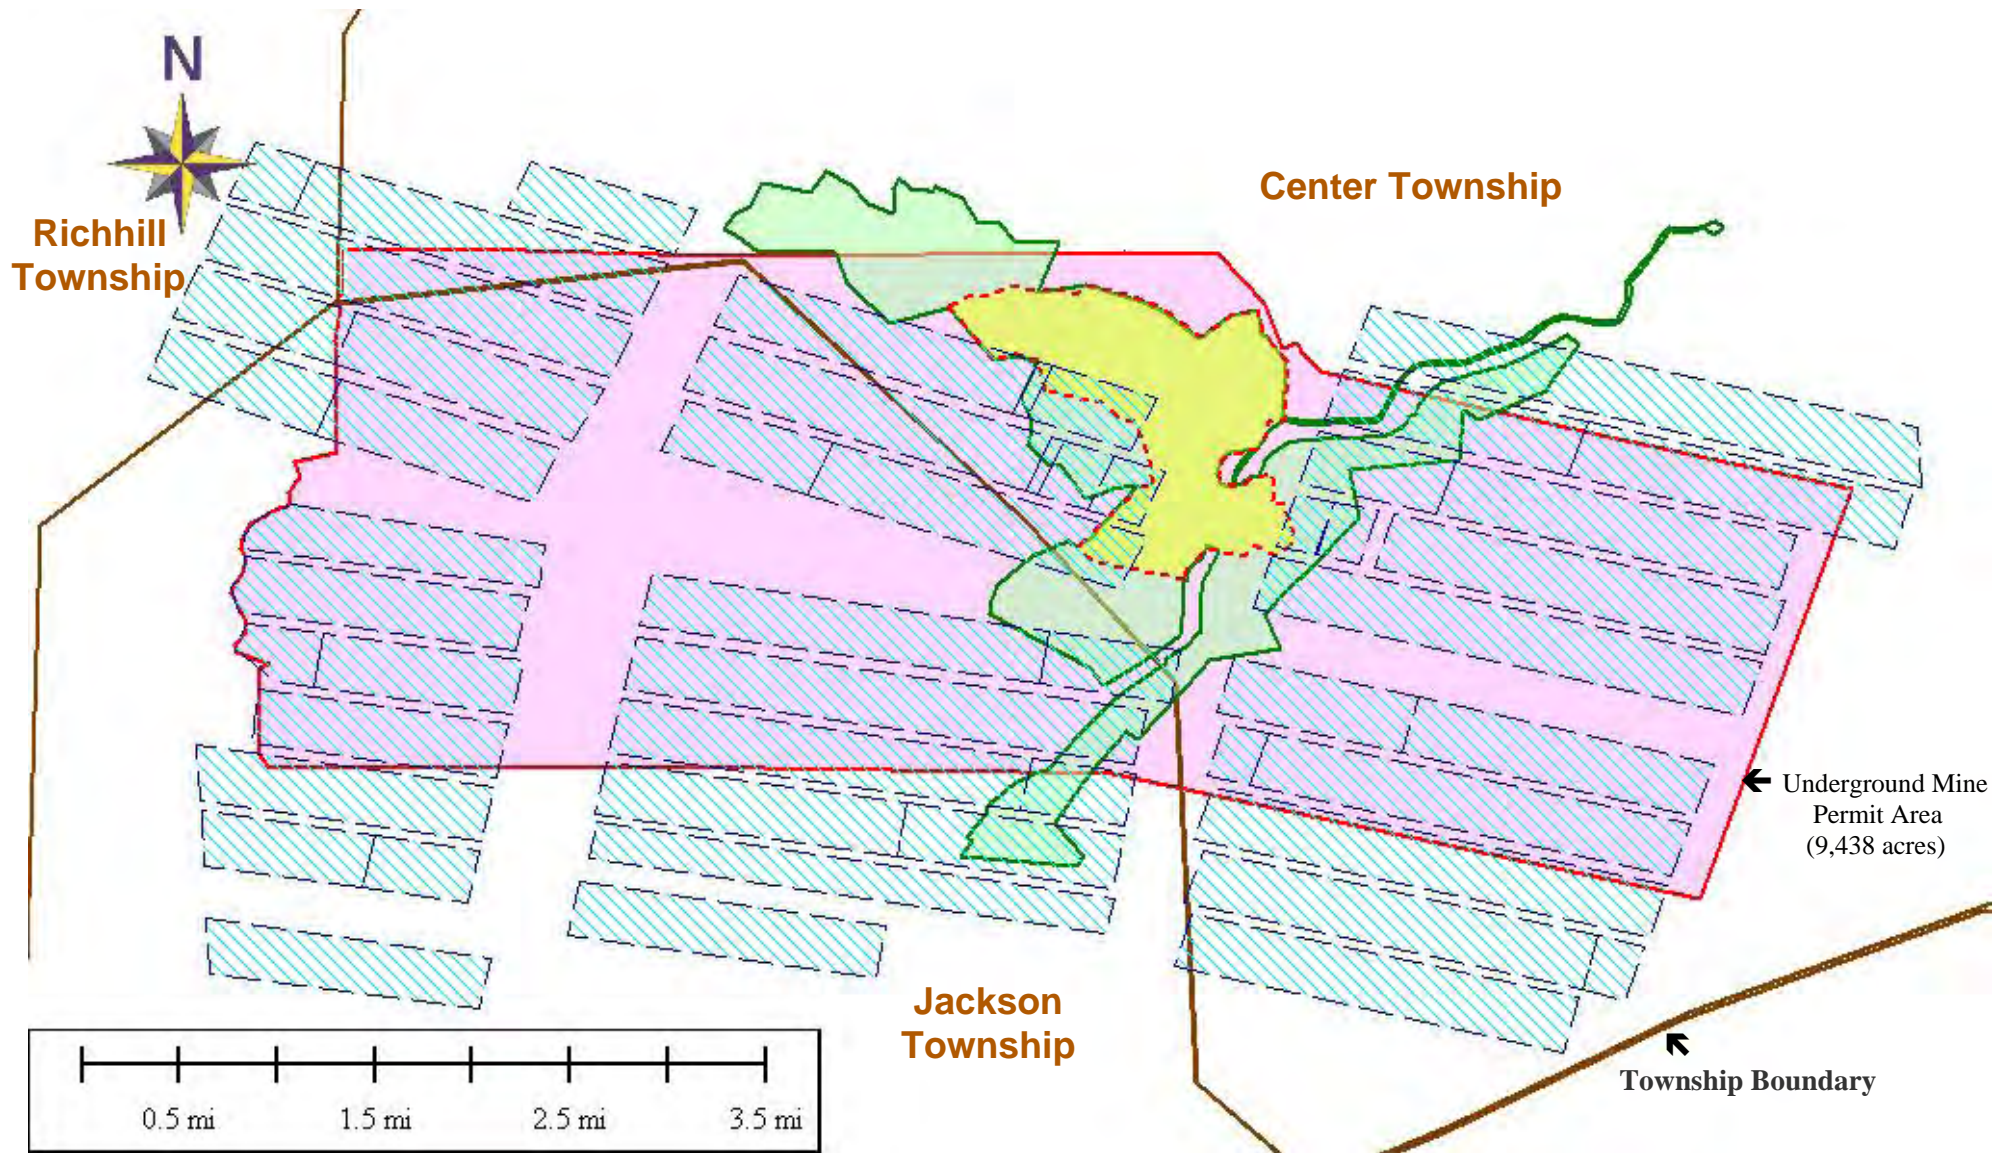 N
Center Township
Richhill
Township
Underground Mine
Permit Area
(9,438 acres)
Jackson
Township
Township Boundary
0.5 mi
1.5 mi
2.5 mi
3.5 mi